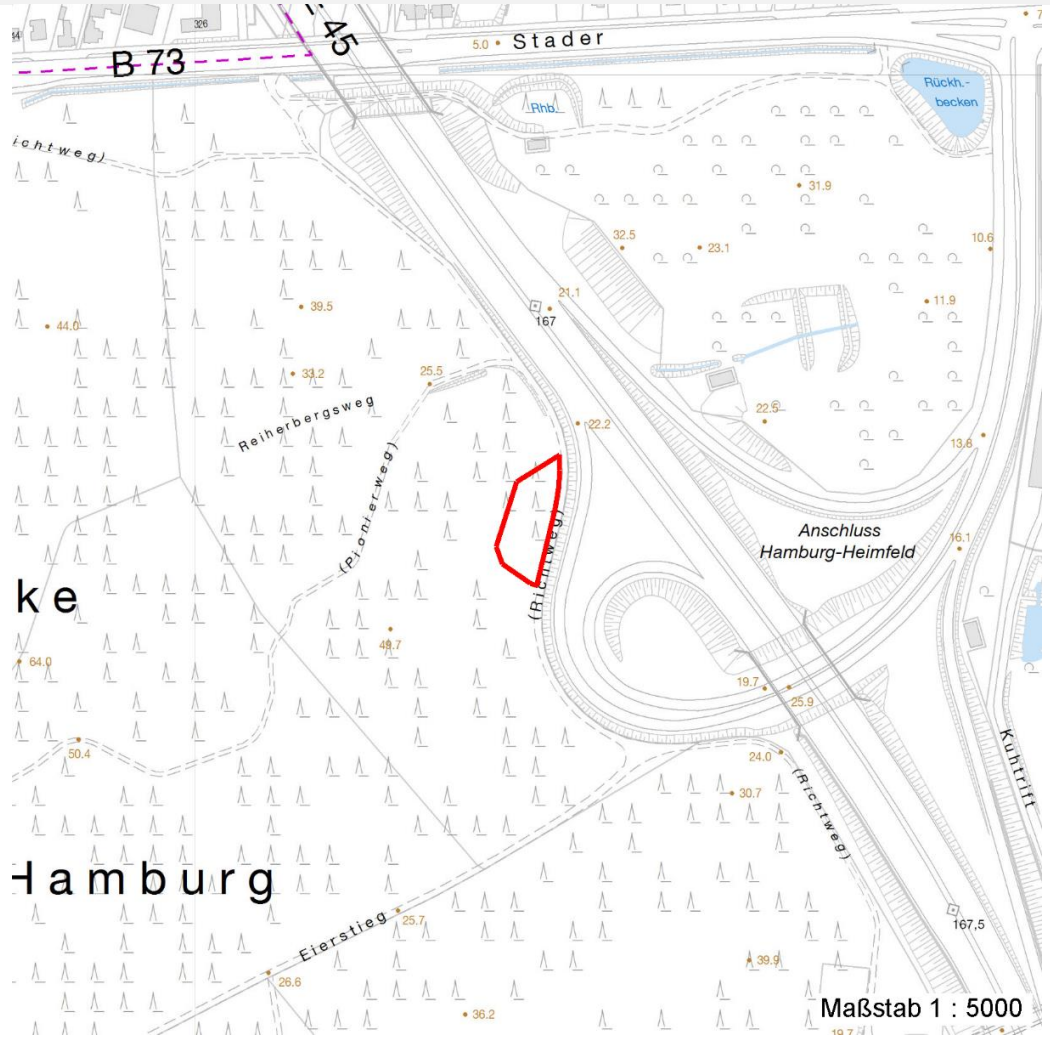 326
45
B 73
5.0
Stader
Rückh.-
becken
Rhb.
ichtweg)
31.9
32.5
23.1
10.6
39.5
21.1
11.9
167
44.0
33.2
25.5
Reiherbergsweg
22.5
22.2
13.8
(Pionierweg)
Anschluss
Hamburg-Heimfeld
16.1
(Richtweg)
ke
49.7
64.0
19.7
25.9
50.4
24.0
Kuhtrift
30.7
(Richtweg)
Hamburg
25.7
167,5
Eierstieg
39.9
26.6
36.2
Maßstab 1 : 5000
19.7